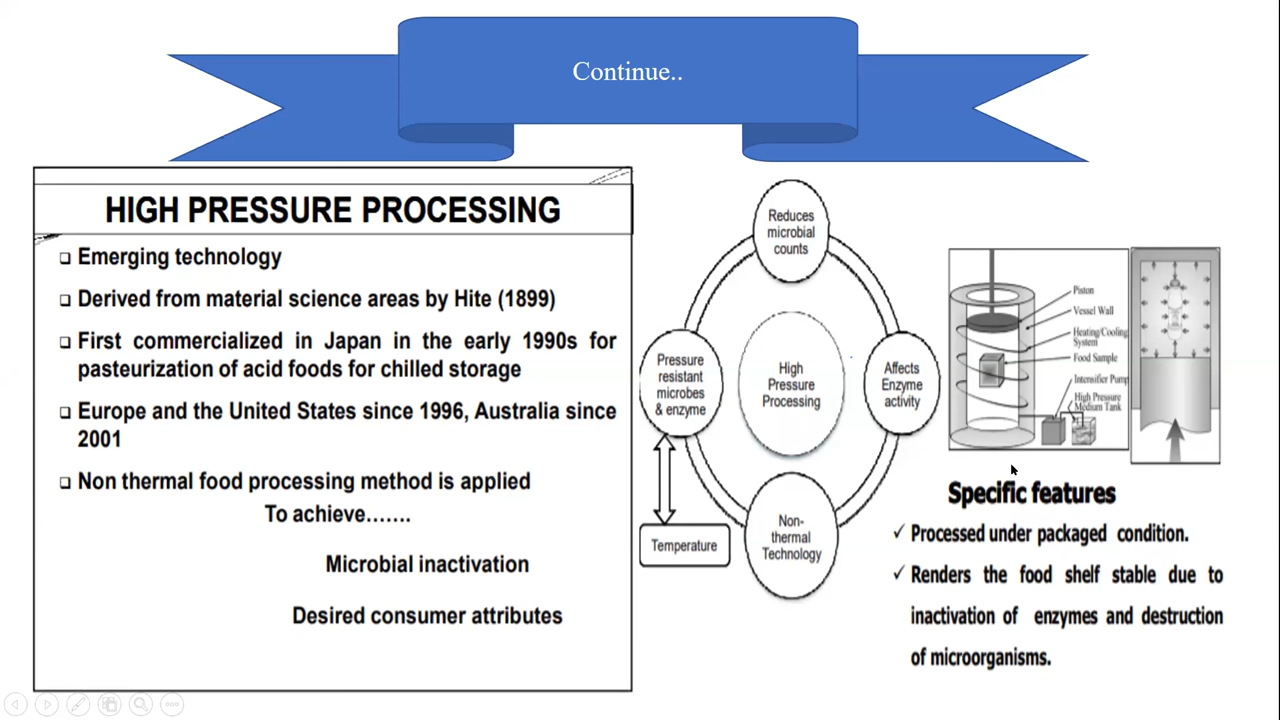 Continue..
HIGH PRESSURE PROCESSING
❑ Emerging technology
❑ Derived from material science areas by Hite (1899)
❑ First commercialized in Japan in the early 1990s for
pasteurization of acid foods for chilled storage
❑ Europe and the United States since 1996, Australia since
2001
❑ Non thermal food processing method is applied
To achieve…….
Microbial inactivation
Desired consumer attributes
Reduces
microbial
counts
Pressure
resistant
microbes
& enzyme
High
Pressure
Processing
Affects
Enzyme
activity
Non-
thermal
Technology
Temperature
Piston
Vessel Wall
Heating/Cooling
System
Food Sample
Intensifier Pump
High Pressure
Medium Tank
Specific features
✓ Processed under packaged condition.
✓ Renders the food shelf stable due to
inactivation of enzymes and destruction
of microorganisms.